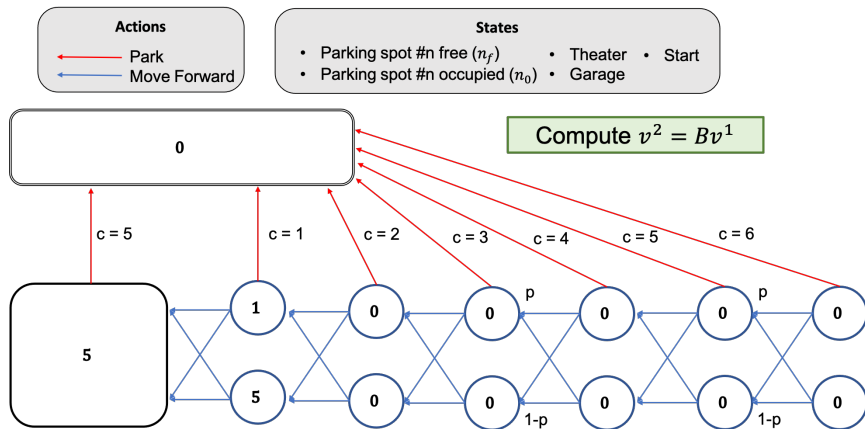 Actions
Park
Move Forward
States
• Parking spot #n free (n_f) • Theater • Start
• Parking spot #n occupied (n_0) • Garage
0
Compute v² = Bv¹
c = 5
c = 1
c = 2
c = 3
c = 4
c = 5
c = 6
p
p
1 0 0 0 0 0
5
5 0 0 0 0 0
1-p
1-p